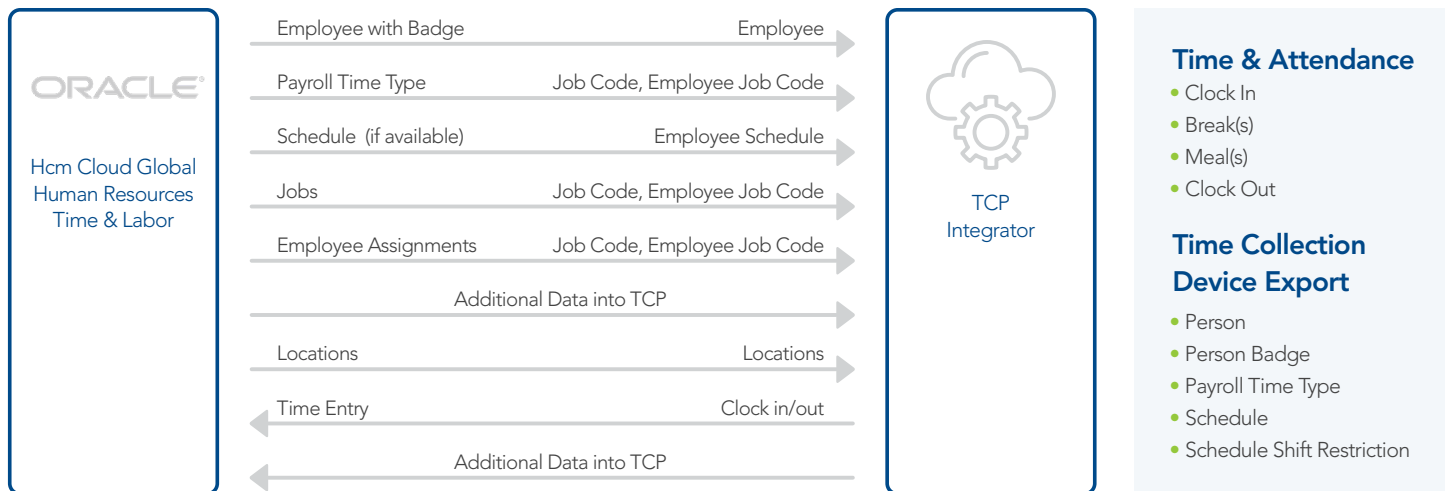 ORACLE®
Hcm Cloud Global
Human Resources
Time & Labor
Employee with Badge Employee
Payroll Time Type Job Code, Employee Job Code
Schedule (if available) Employee Schedule
Jobs Job Code, Employee Job Code
Employee Assignments Job Code, Employee Job Code
Additional Data into TCP
Locations Locations
Time Entry Clock in/out
Additional Data into TCP
TCP
Integrator
Time & Attendance
• Clock In
• Break(s)
• Meal(s)
• Clock Out
Time Collection
Device Export
• Person
• Person Badge
• Payroll Time Type
• Schedule
• Schedule Shift Restriction